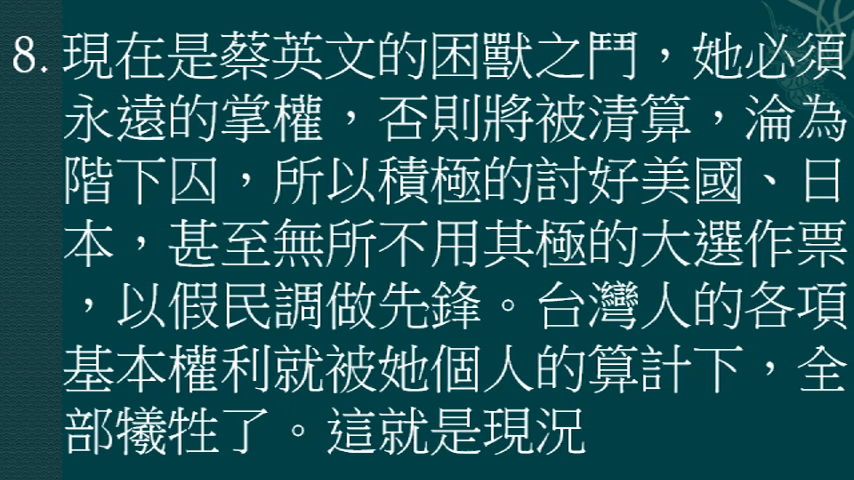 8. 現在是蔡英文的困獸之鬥，她必須
永遠的掌權，否則將被清算，淪為
階下囚，所以積極的討好美國、日
本，甚至無所不用其極的大選作票
，以假民調做先鋒。台灣人的各項
基本權利就被她個人的算計下，全
部犧牲了。這就是現況